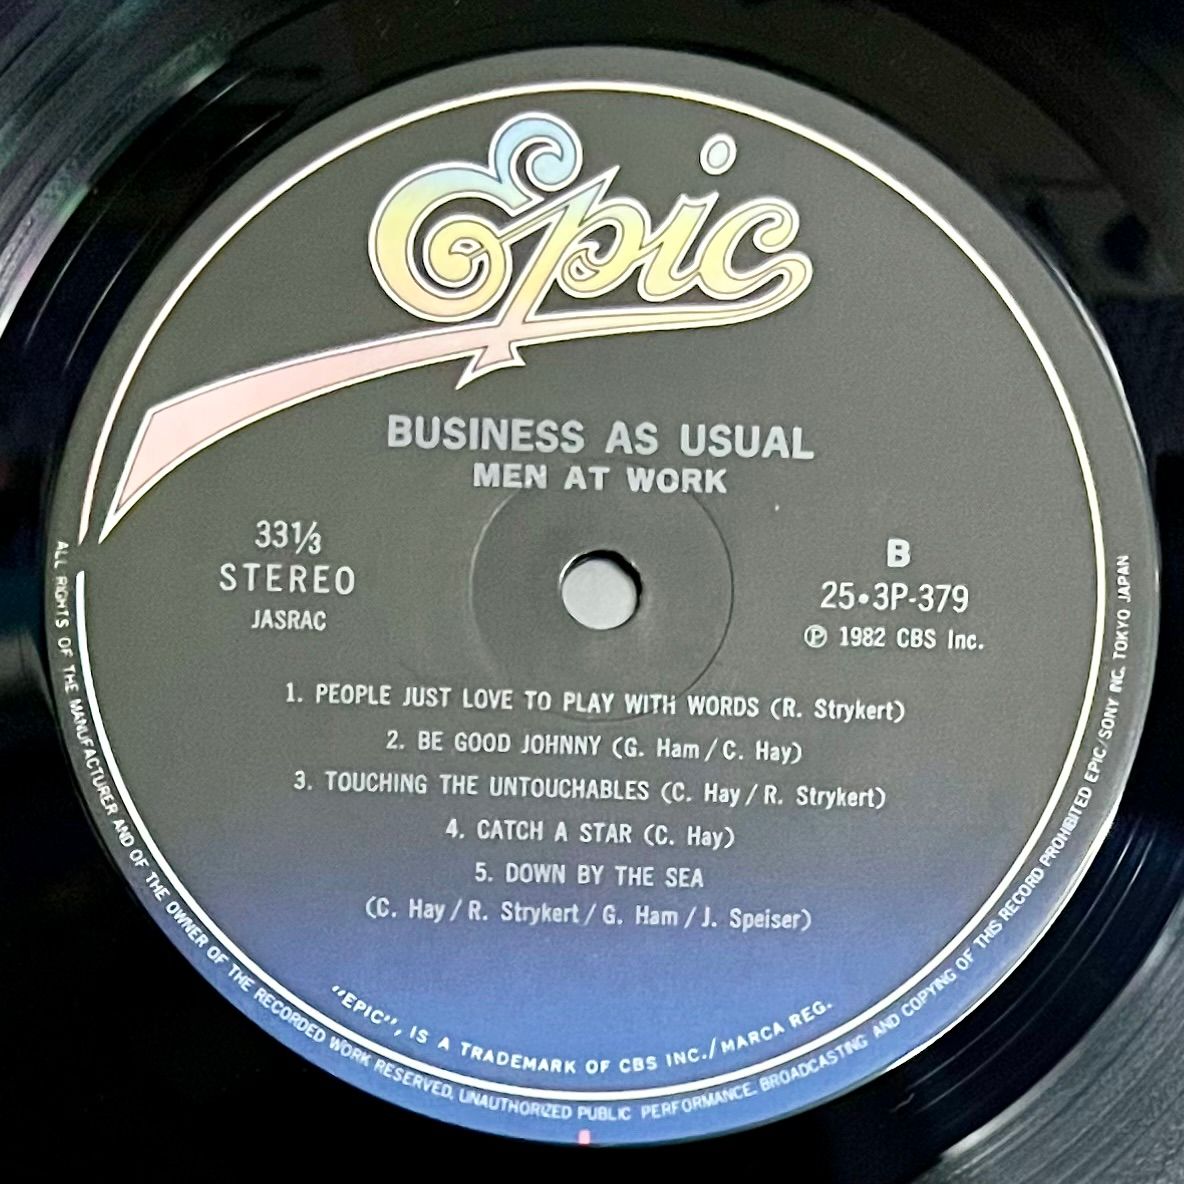 Epic
BUSINESS AS USUAL
MEN AT WORK
33⅓
STEREO
JASRAC
B
25•3P-379
Ⓟ 1982 CBS Inc.
1. PEOPLE JUST LOVE TO PLAY WITH WORDS (R. Strykert)
2. BE GOOD JOHNNY (G. Ham / C. Hay)
3. TOUCHING THE UNTOUCHABLES (C. Hay / R. Strykert)
4. CATCH A STAR (C. Hay)
5. DOWN BY THE SEA
(C. Hay / R. Strykert / G. Ham / J. Speiser)
"EPIC", IS A TRADEMARK OF CBS INC./MARCA REG.
ALL RIGHTS OF THE MANUFACTURER AND OF THE OWNER OF THE RECORDED WORK RESERVED, UNAUTHORIZED PUBLIC PERFORMANCE, BROADCASTING AND COPYING OF THIS RECORD PROHIBITED EPIC/SONY INC. TOKYO JAPAN